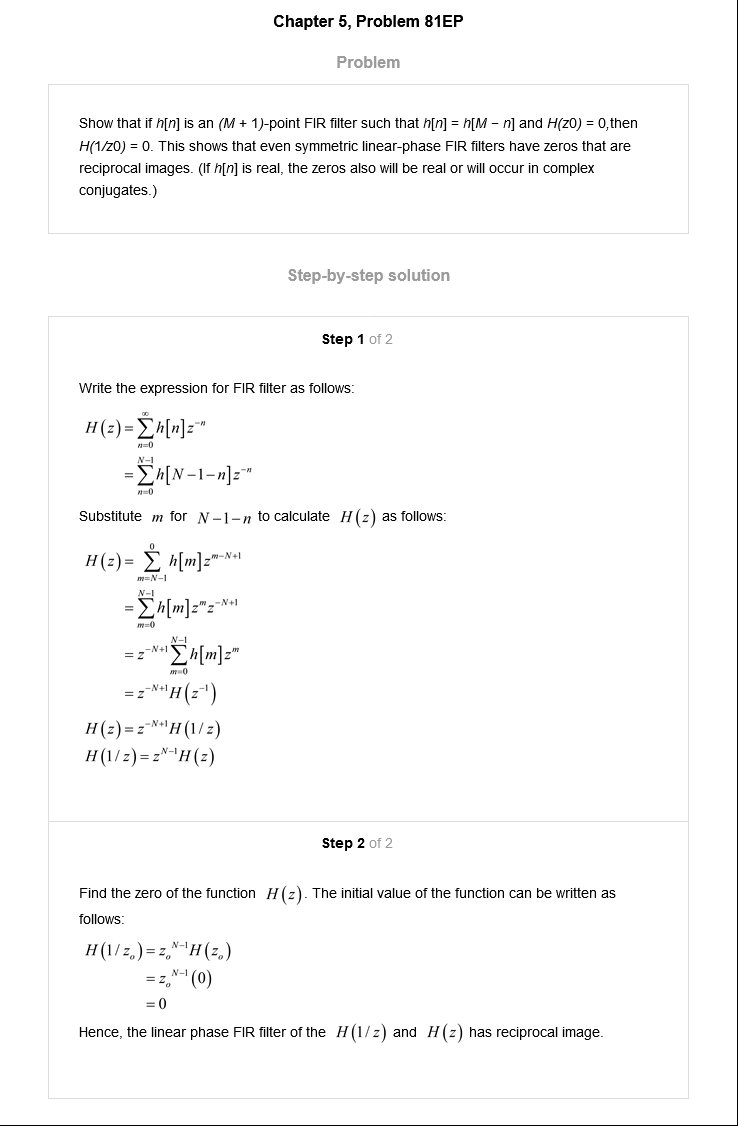 Chapter 5, Problem 81EP
Problem
Show that if h[n] is an (M + 1)-point FIR filter such that h[n] = h[M − n] and H(z0) = 0,then
H(1/z0) = 0. This shows that even symmetric linear-phase FIR filters have zeros that are
reciprocal images. (If h[n] is real, the zeros also will be real or will occur in complex
conjugates.)
Step-by-step solution
Step 1 of 2
Write the expression for FIR filter as follows:
H(z) = ∑_{n=0}^{∞} h[n]z^{-n}
= ∑_{n=0}^{N-1} h[N-1-n]z^{-n}
Substitute m for N-1-n to calculate H(z) as follows:
H(z) = ∑_{m=N-1}^{0} h[m]z^{m-N+1}
= ∑_{m=0}^{N-1} h[m]z^{m}z^{-N+1}
= z^{-N+1} ∑_{m=0}^{N-1} h[m]z^{m}
= z^{-N+1}H(z^{-1})
H(z) = z^{-N+1}H(1/z)
H(1/z) = z^{N-1}H(z)
Step 2 of 2
Find the zero of the function H(z). The initial value of the function can be written as
follows:
H(1/z_o) = z_o^{N-1}H(z_o)
= z_o^{N-1}(0)
= 0
Hence, the linear phase FIR filter of the H(1/z) and H(z) has reciprocal image.